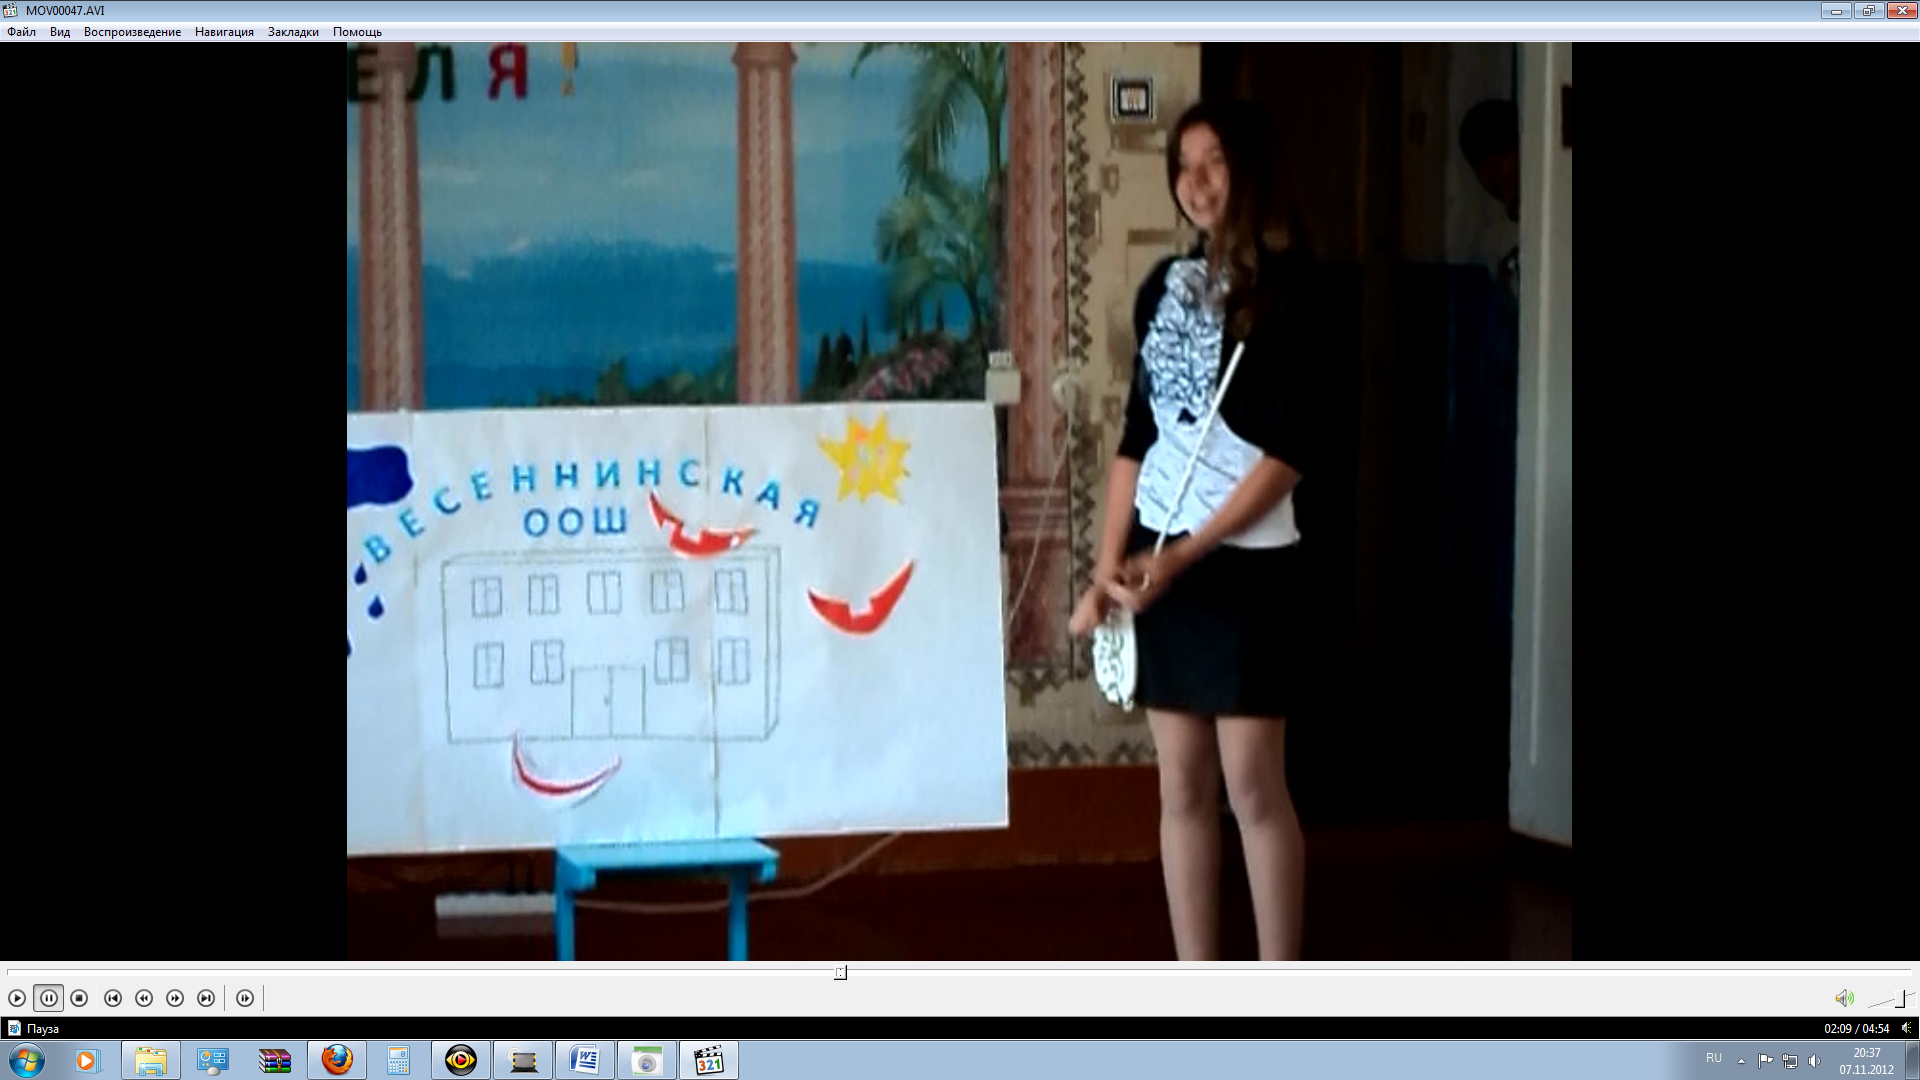 MOV00047.AVI
Файл Вид Воспроизведение Навигация Закладки Помощь
ЕЛЯ!
ВЕСЕННИНСКАЯ
ООШ
Пауза
02:09 / 04:54
321
RU
20:37
07.11.2012